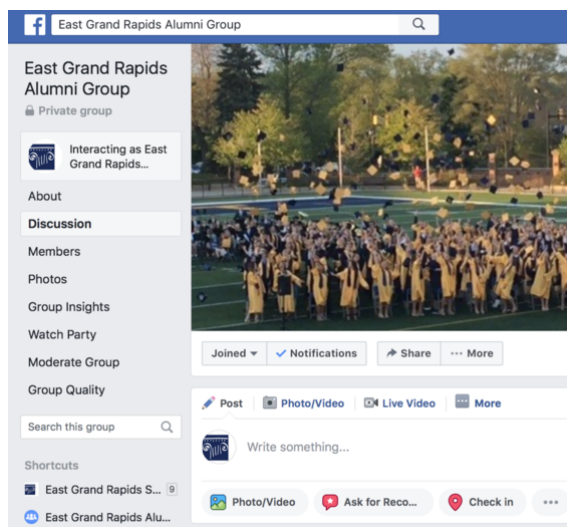 East Grand Rapids Alumni Group
East Grand Rapids
Alumni Group
Private group
Interacting as East
Grand Rapids...
About
Discussion
Members
Photos
Group Insights
Watch Party
Moderate Group
Group Quality
Search this group
Shortcuts
East Grand Rapids S... 9
East Grand Rapids Alu...
Joined Notifications Share ... More
Post Photo/Video Live Video More
Write something...
Photo/Video Ask for Reco... Check in ...